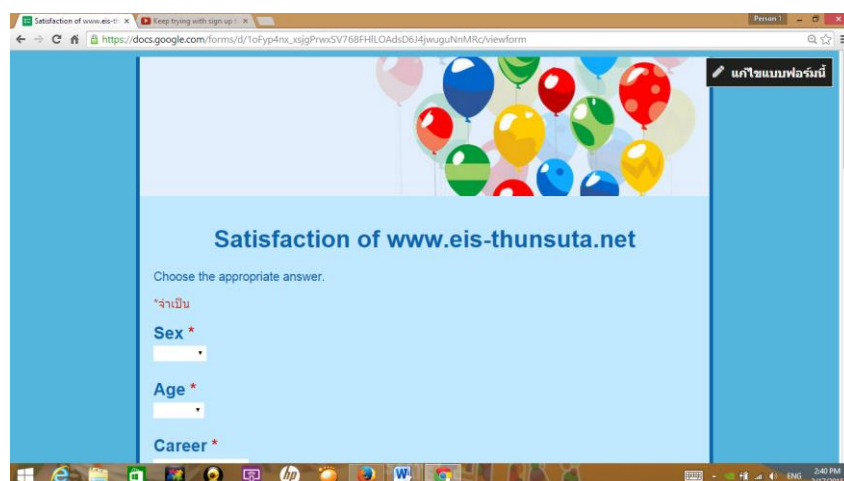 Satisfaction of www.eis-th
Keep trying with sign up
Person 1
https://docs.google.com/forms/d/1oFyp4nx_xsjgPrwxSV768FHlLOAdsD6J4jwuguNnMRc/viewform
แก้ไขแบบฟอร์มนี้
Satisfaction of www.eis-thunsuta.net
Choose the appropriate answer.
*จำเป็น
Sex *
Age *
Career *
hp
W
ENG
2:40 PM